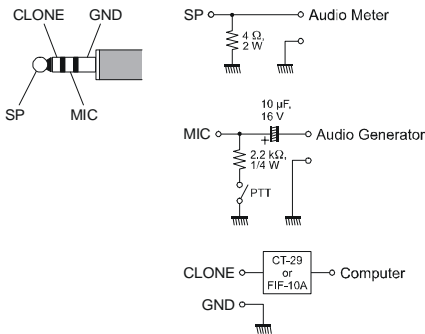 CLONE GND
SP MIC
SP Audio Meter
4 Ω,
2 W
10 µF,
16 V
MIC + Audio Generator
2.2 kΩ,
1/4 W
PTT
CLONE CT-29 or FIF-10A Computer
GND